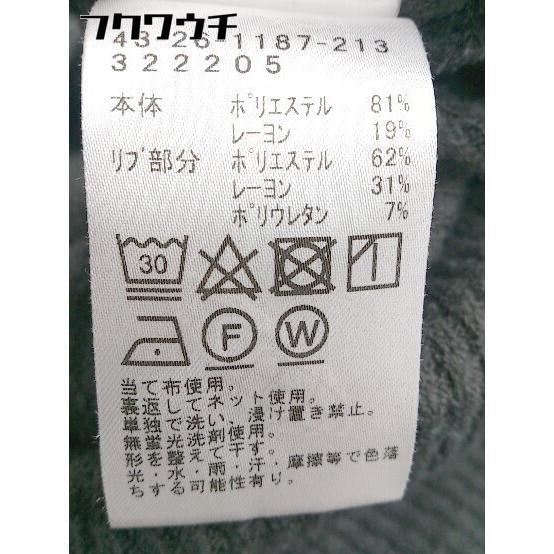 フクワウチ
43 26-1187-213
322205
本体 ポリエステル 81%
レーヨン 19%
リブ部分 ポリエステル 62%
レーヨン 31%
ポリウレタン 7%
30
F W
当て布使用。
裏返してネット使用。
単独で洗い、浸け置き禁止。
無蛍光洗剤使用。
形を整えて干す。
光・水・雨・汗・摩擦等で色落
ちする可能性有り。